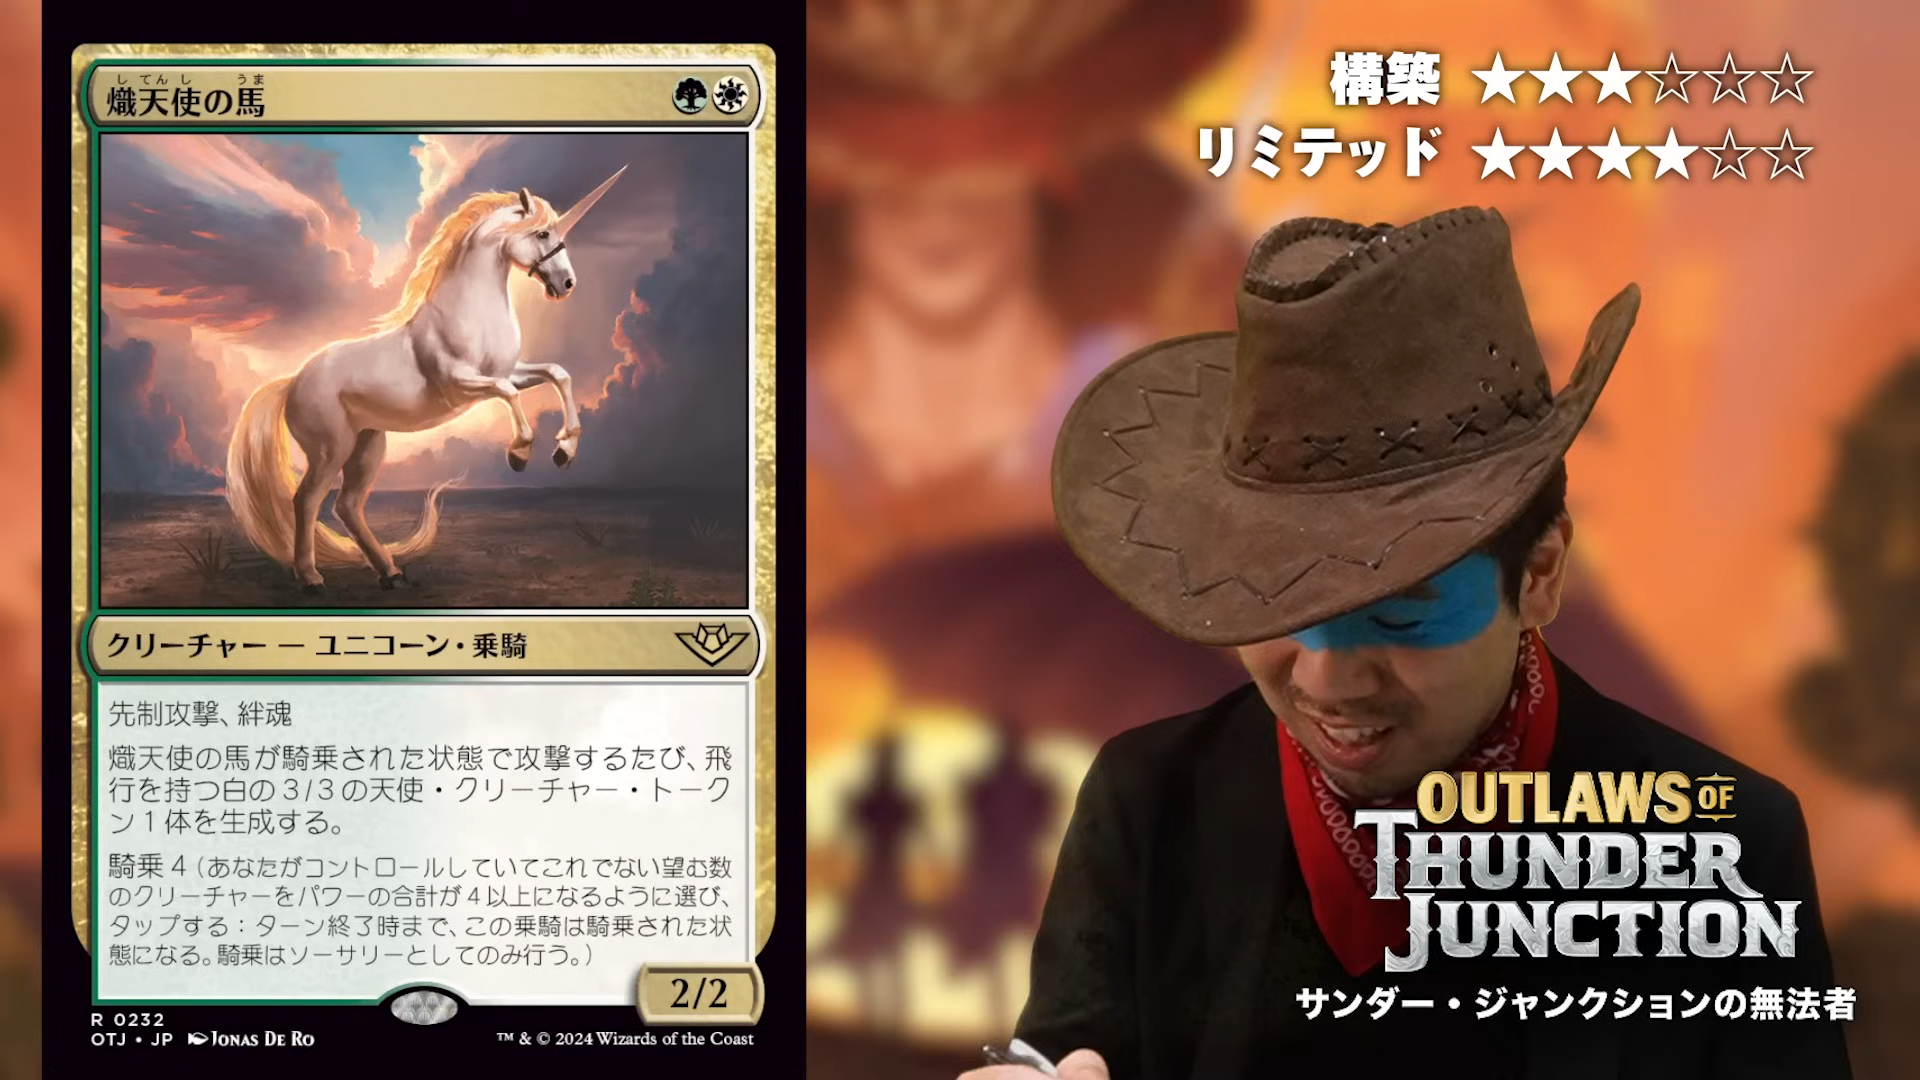 してんし うま
熾天使の馬
クリーチャー — ユニコーン・乗騎
先制攻撃、絆魂
熾天使の馬が騎乗された状態で攻撃するたび、飛
行を持つ白の3/3の天使・クリーチャー・トーク
ン1体を生成する。
騎乗4（あなたがコントロールしていてこれでない望む数
のクリーチャーをパワーの合計が4以上になるように選び、
タップする：ターン終了時まで、この乗騎は騎乗された状
態になる。騎乗はソーサリーとしてのみ行う。）
2/2
R 0232
OTJ • JP JONAS DE RO
™ & © 2024 Wizards of the Coast
構築 ★★★☆☆☆
リミテッド ★★★★☆☆
OUTLAWS OF
THUNDER
JUNCTION
サンダー・ジャンクションの無法者